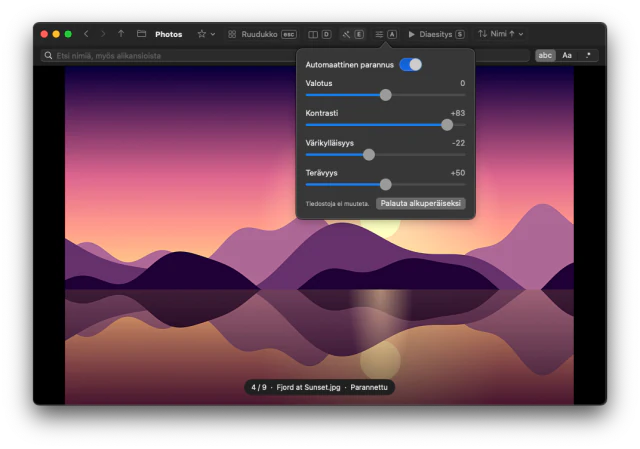 Photos
Ruudukko esc
D
E
A
Diaesitys S
Nimi
Etsi nimiä, myös alikansioista
abc
Aa
.*
Automaattinen parannus
Valotus 0
Kontrasti +83
Värikylläisyys -22
Terävyys +50
Tiedostoja ei muuteta. Palauta alkuperäiseksi
4 / 9 · Fjord at Sunset.jpg · Parannettu